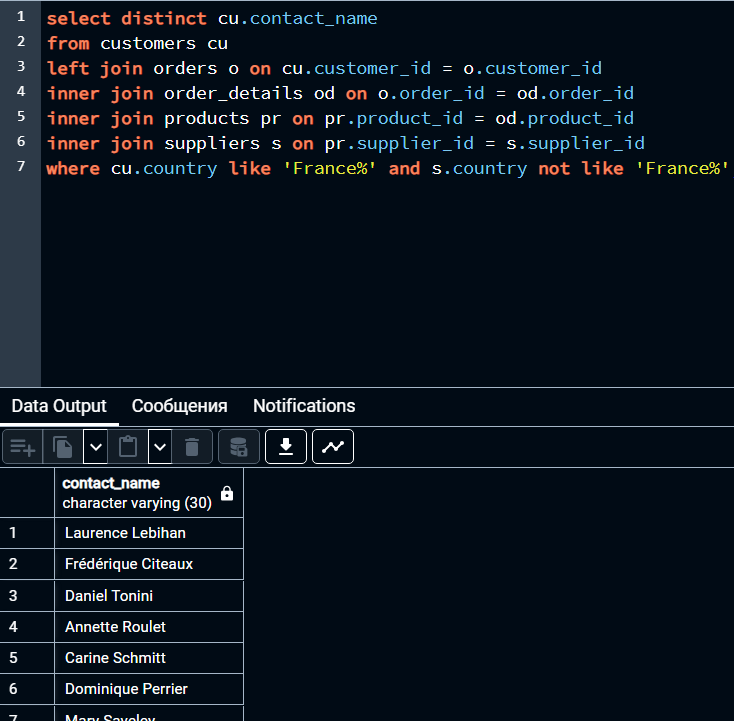 1 select distinct cu.contact_name
2 from customers cu
3 left join orders o on cu.customer_id = o.customer_id
4 inner join order_details od on o.order_id = od.order_id
5 inner join products pr on pr.product_id = od.product_id
6 inner join suppliers s on pr.supplier_id = s.supplier_id
7 where cu.country like 'France%' and s.country not like 'France%'
Data Output Сообщения Notifications
contact_name
character varying (30)
1 Laurence Lebihan
2 Frédérique Citeaux
3 Daniel Tonini
4 Annette Roulet
5 Carine Schmitt
6 Dominique Perrier
7 Mary Saveley